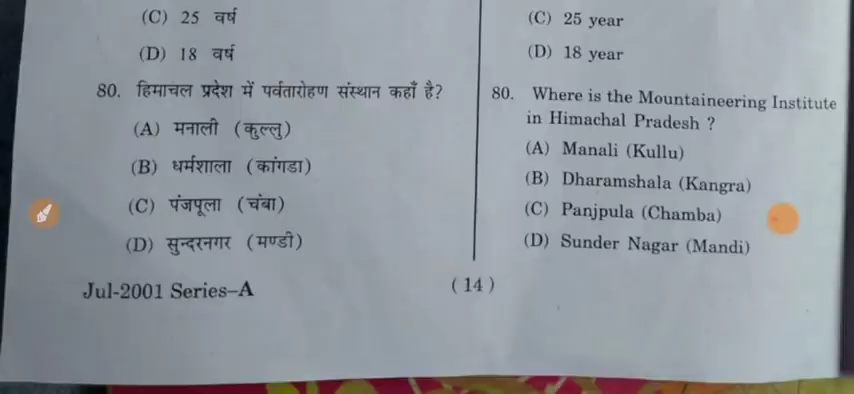 (C) 25 वर्ष
(D) 18 वर्ष
80. हिमाचल प्रदेश में पर्वतारोहण संस्थान कहाँ है?
(A) मनाली (कुल्लु)
(B) धर्मशाला (कांगडा)
(C) पंजपूला (चंबा)
(D) सुन्दरनगर (मण्डी)
(C) 25 year
(D) 18 year
80. Where is the Mountaineering Institute
in Himachal Pradesh ?
(A) Manali (Kullu)
(B) Dharamshala (Kangra)
(C) Panjpula (Chamba)
(D) Sunder Nagar (Mandi)
Jul-2001 Series–A
( 14 )